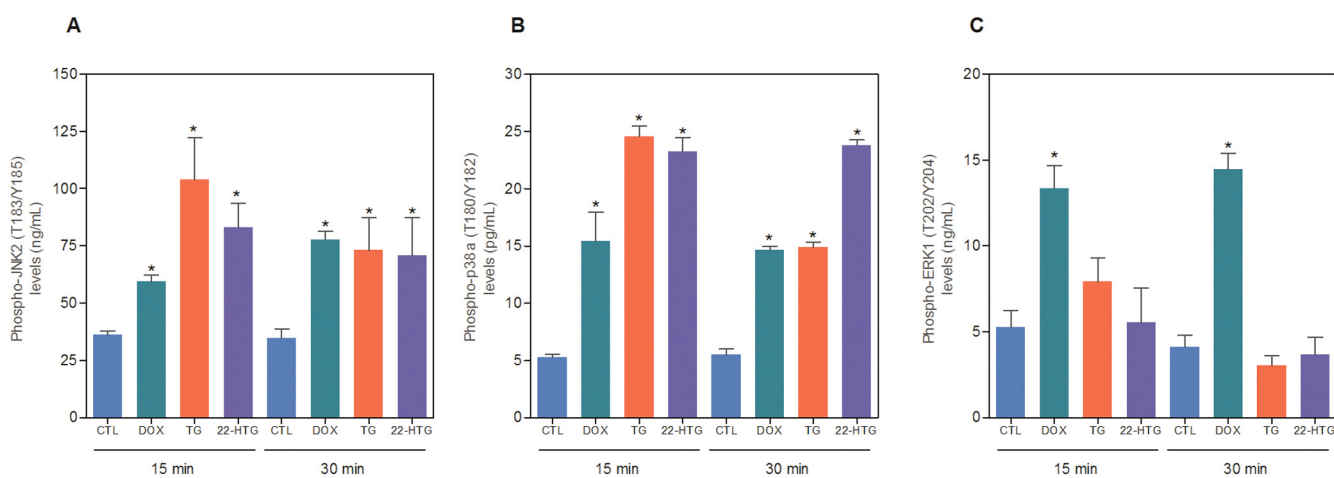 A
Phospho-JNK2 (T183/Y185)
levels (ng/mL)
150
125
100
75
50
25
0
* * * * * *
CTL DOX TG 22-HTG CTL DOX TG 22-HTG
15 min 30 min
B
Phospho-p38a (T180/Y182)
levels (pg/mL)
30
25
20
15
10
5
0
* * * * * *
CTL DOX TG 22-HTG CTL DOX TG 22-HTG
15 min 30 min
C
Phospho-ERK1 (T202/Y204)
levels (ng/mL)
20
15
10
5
0
* *
CTL DOX TG 22-HTG CTL DOX TG 22-HTG
15 min 30 min